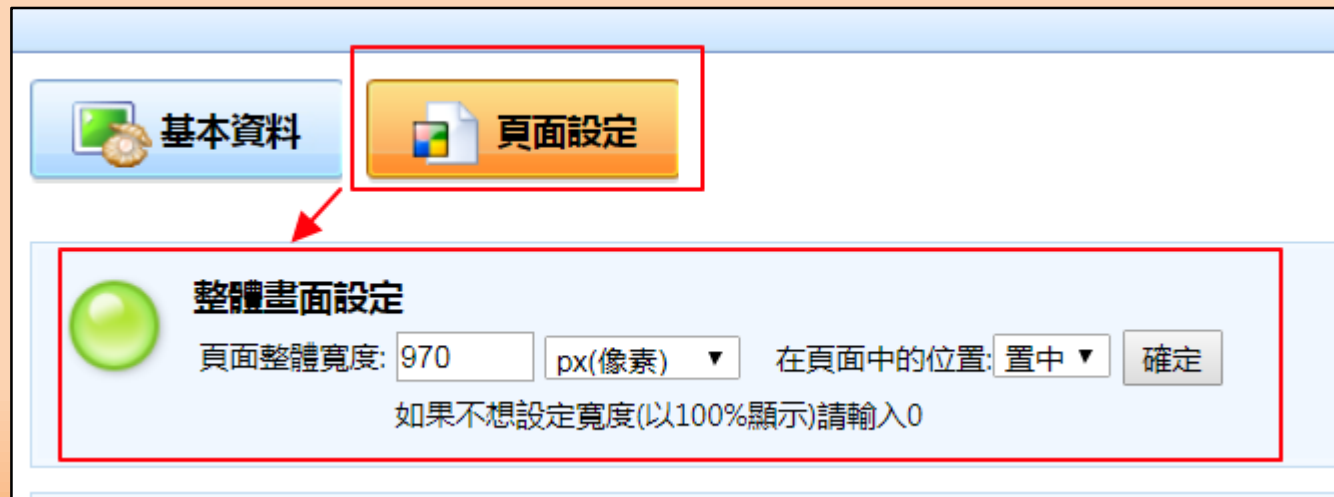 基本資料
頁面設定
整體畫面設定
頁面整體寬度: 970 px(像素) ▼ 在頁面中的位置: 置中 ▼ 確定
如果不想設定寬度(以100%顯示)請輸入0